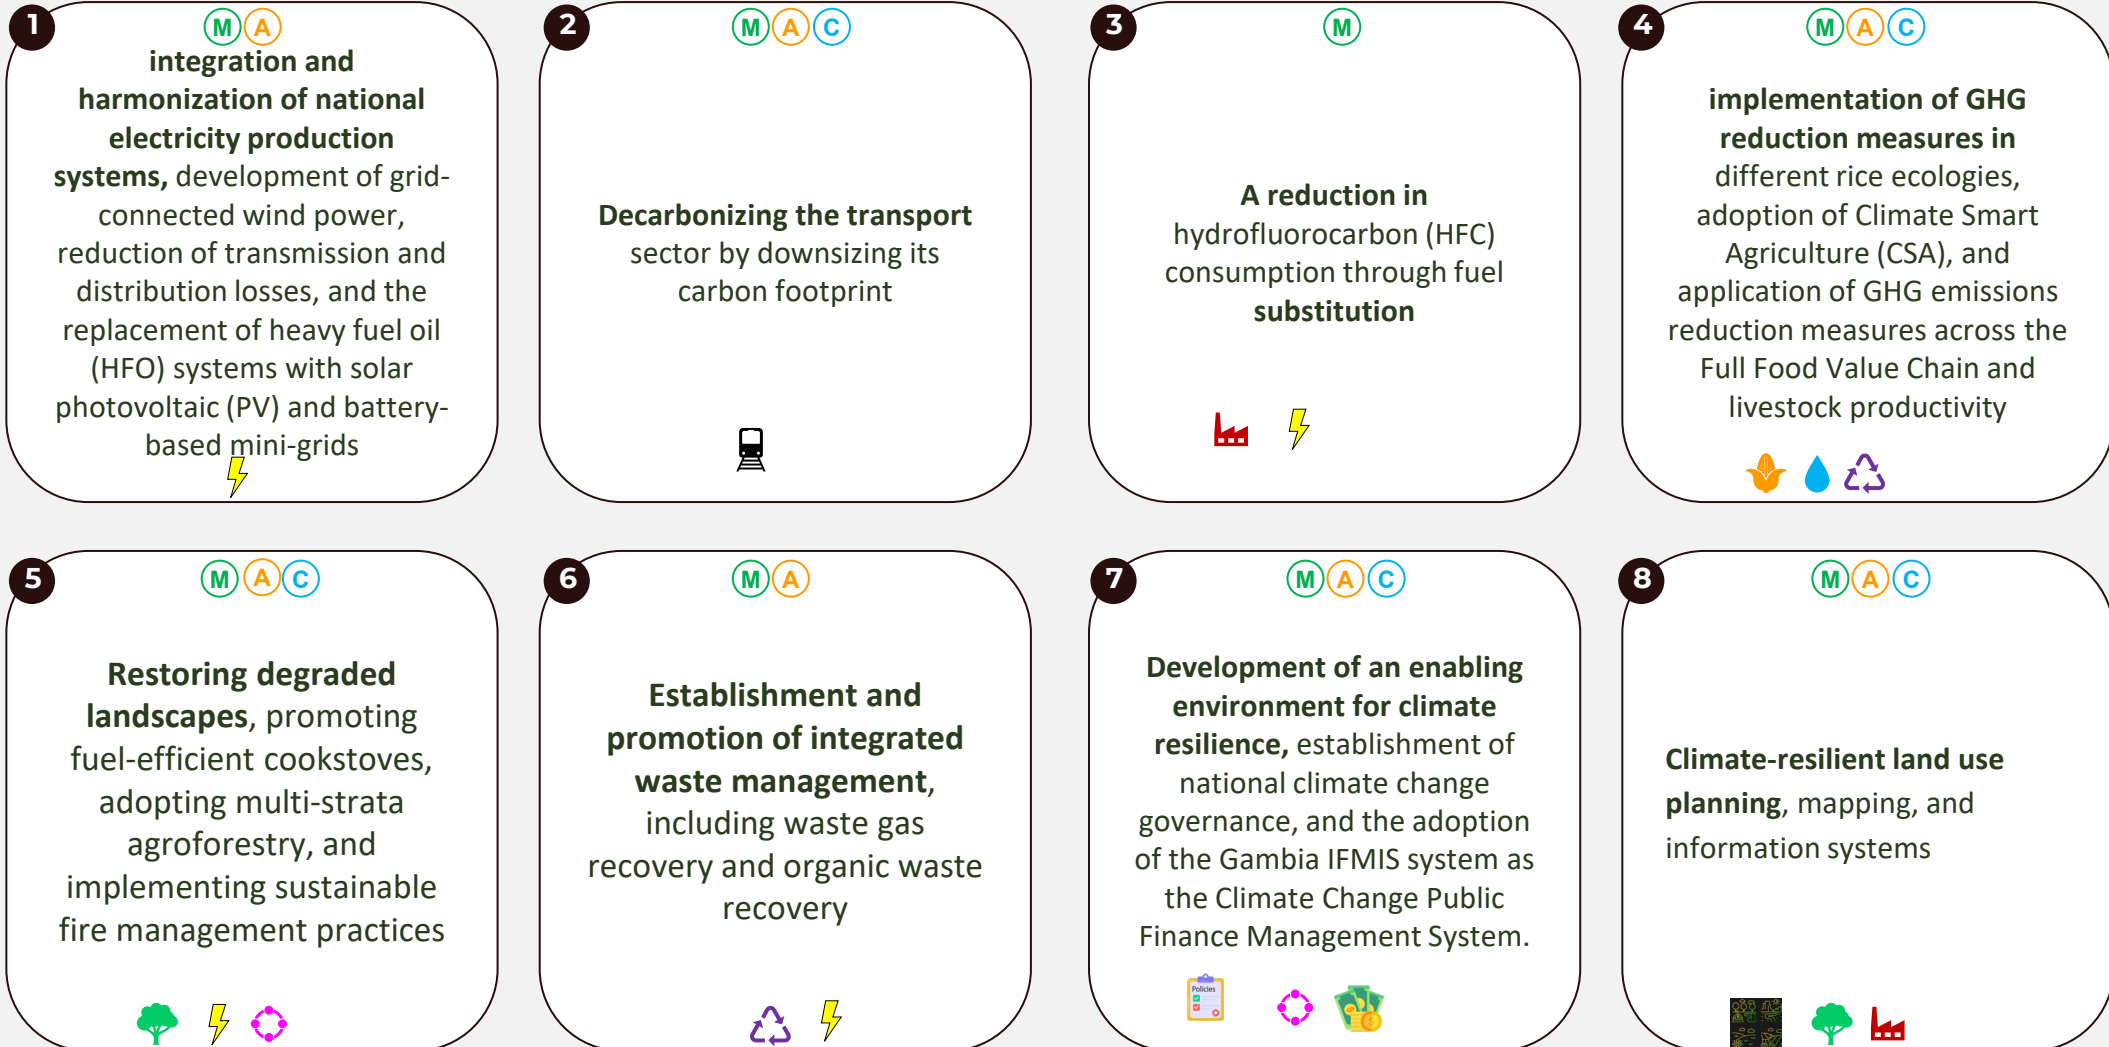 1
M A
integration and
harmonization of national
electricity production
systems, development of grid-
connected wind power,
reduction of transmission and
distribution losses, and the
replacement of heavy fuel oil
(HFO) systems with solar
photovoltaic (PV) and battery-
based mini-grids
2
M A C
Decarbonizing the transport
sector by downsizing its
carbon footprint
3
M
A reduction in
hydrofluorocarbon (HFC)
consumption through fuel
substitution
4
M A C
implementation of GHG
reduction measures in
different rice ecologies,
adoption of Climate Smart
Agriculture (CSA), and
application of GHG emissions
reduction measures across the
Full Food Value Chain and
livestock productivity
5
M A C
Restoring degraded
landscapes, promoting
fuel-efficient cookstoves,
adopting multi-strata
agroforestry, and
implementing sustainable
fire management practices
6
M A
Establishment and
promotion of integrated
waste management,
including waste gas
recovery and organic waste
recovery
7
M A C
Development of an enabling
environment for climate
resilience, establishment of
national climate change
governance, and the adoption
of the Gambia IFMIS system as
the Climate Change Public
Finance Management System.
Policies
8
M A C
Climate-resilient land use
planning, mapping, and
information systems